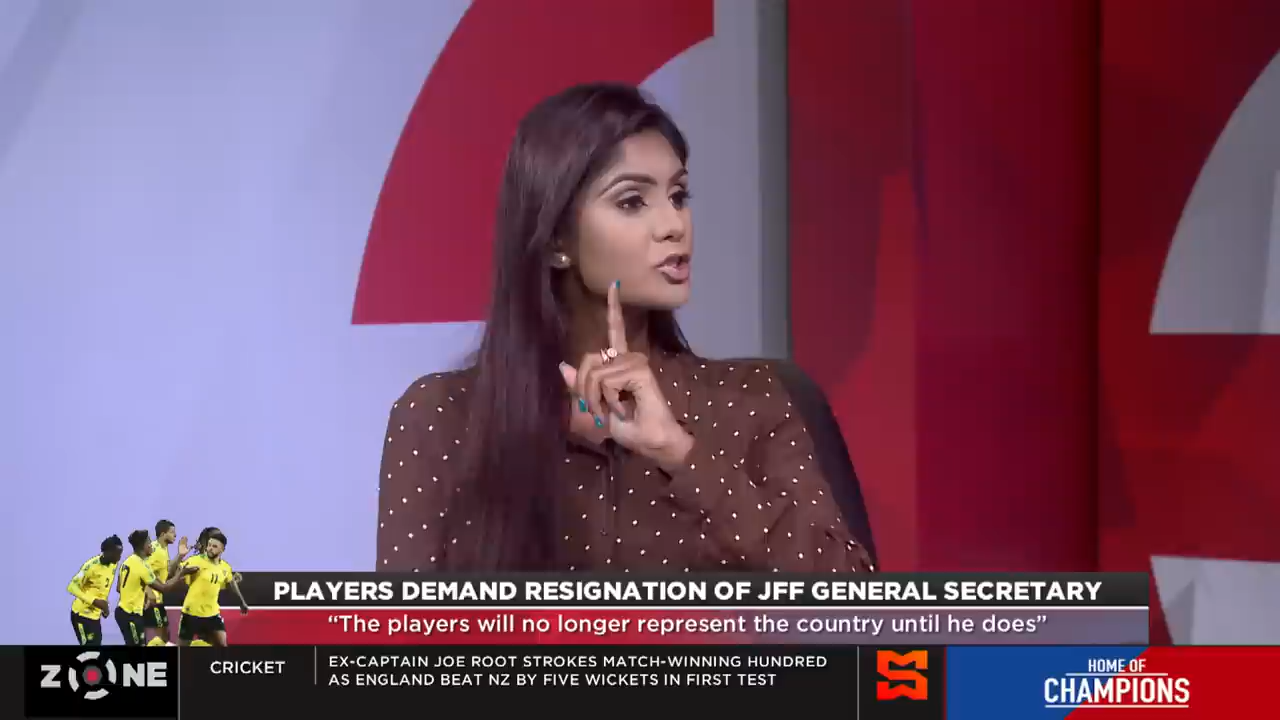 PLAYERS DEMAND RESIGNATION OF JFF GENERAL SECRETARY
“The players will no longer represent the country until he does”
ZONE
CRICKET
EX-CAPTAIN JOE ROOT STROKES MATCH-WINNING HUNDRED
AS ENGLAND BEAT NZ BY FIVE WICKETS IN FIRST TEST
HOME OF
CHAMPIONS